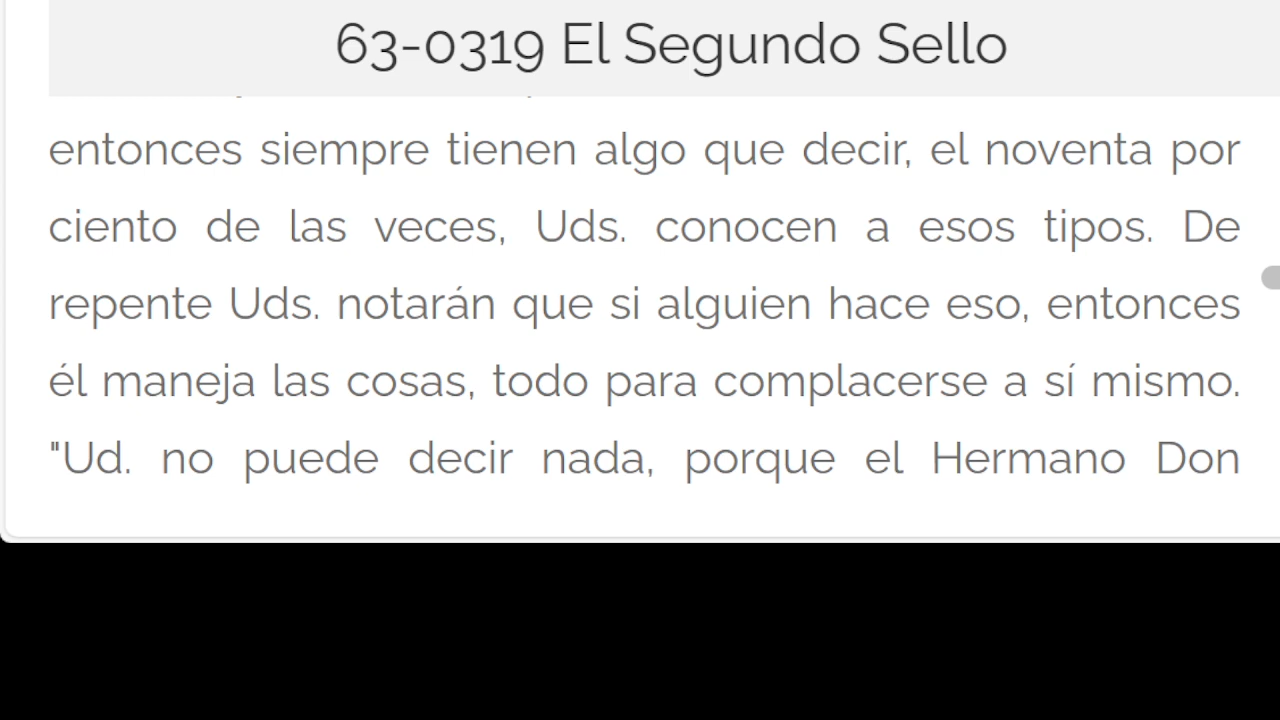 63-0319 El Segundo Sello
entonces siempre tienen algo que decir, el noventa por
ciento de las veces, Uds. conocen a esos tipos. De
repente Uds. notarán que si alguien hace eso, entonces
él maneja las cosas, todo para complacerse a sí mismo.
"Ud. no puede decir nada, porque el Hermano Don